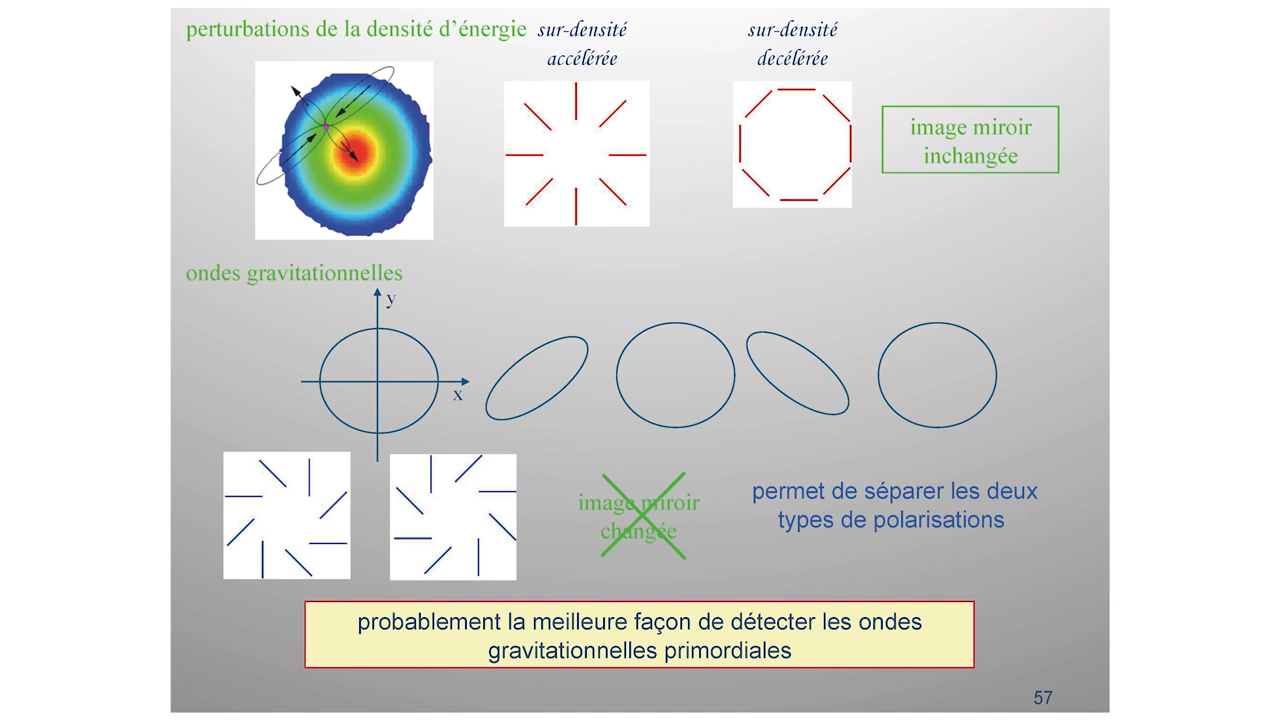 perturbations de la densité d'énergie
sur-densité
accélérée
sur-densité
decélérée
image miroir
inchangée
ondes gravitationnelles
y
x
image miroir
changée
permet de séparer les deux
types de polarisations
probablement la meilleure façon de détecter les ondes
gravitationnelles primordiales
57